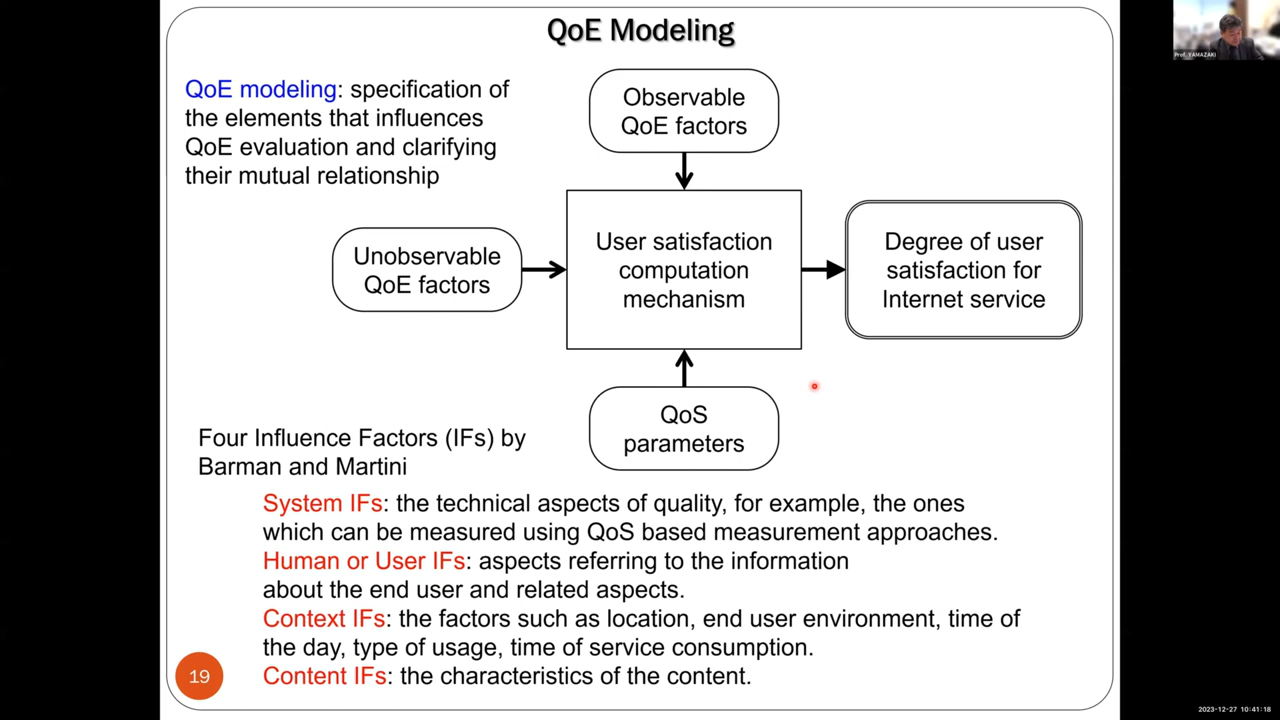 QoE Modeling
Prof. YAMAZAKI
QoE modeling: specification of
the elements that influences
QoE evaluation and clarifying
their mutual relationship
Observable
QoE factors
Unobservable
QoE factors
User satisfaction
computation
mechanism
Degree of user
satisfaction for
Internet service
QoS
parameters
Four Influence Factors (IFs) by
Barman and Martini
System IFs: the technical aspects of quality, for example, the ones
which can be measured using QoS based measurement approaches.
Human or User IFs: aspects referring to the information
about the end user and related aspects.
Context IFs: the factors such as location, end user environment, time of
the day, type of usage, time of service consumption.
Content IFs: the characteristics of the content.
19
2023-12-27 10:41:18